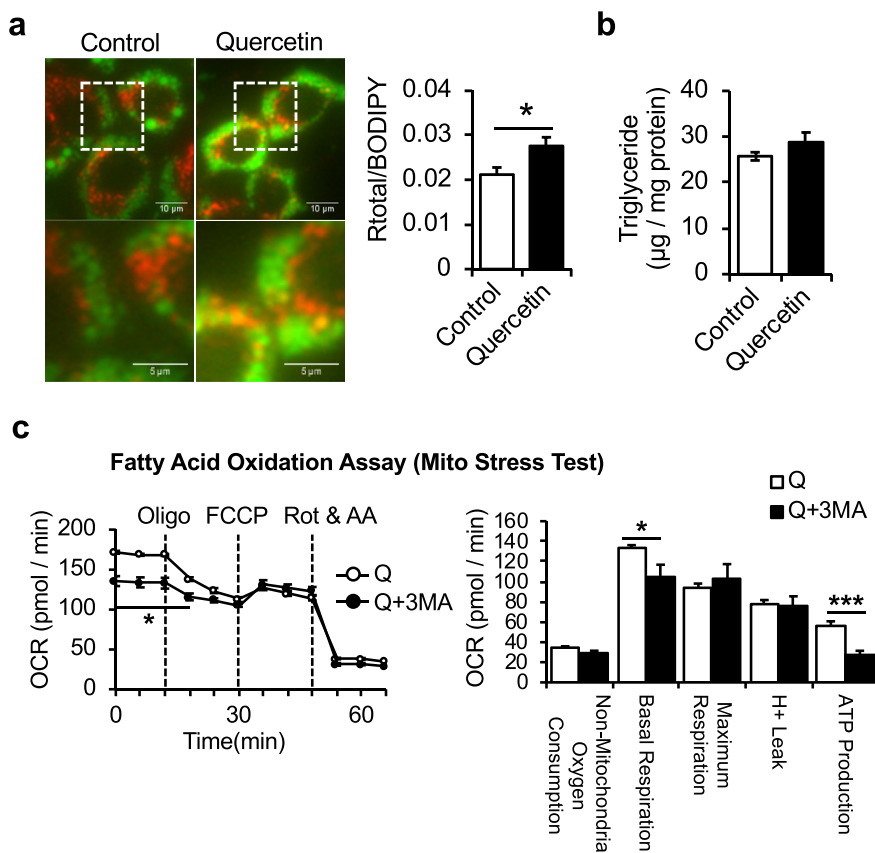 a
Control
Quercetin
10 µm
10 µm
5 µm
5 µm
Rtotal/BODIPY
0.04
0.03
0.02
0.01
0
*
Control
Quercetin
b
Triglyceride
(µg / mg protein)
40
30
20
10
0
Control
Quercetin
c
Fatty Acid Oxidation Assay (Mito Stress Test)
Oligo
FCCP
Rot & AA
OCR (pmol / min)
200
150
100
50
0
*
Q
Q+3MA
0
30
60
Time(min)
Q
Q+3MA
OCR (pmol / min)
160
140
120
100
80
60
40
20
0
*
***
Non-Mitochondria
Oxygen
Consumption
Basal Respiration
Maximum
Respiration
H+ Leak
ATP Production